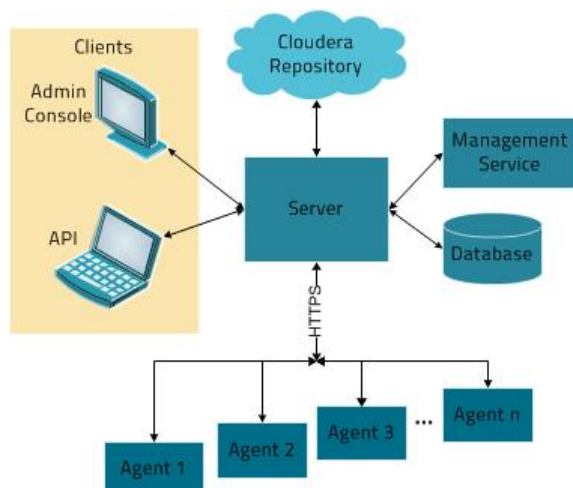 Clients
Admin
Console
API
Cloudera
Repository
Server
Management
Service
Database
HTTPS
Agent 1
Agent 2
Agent 3
...
Agent n